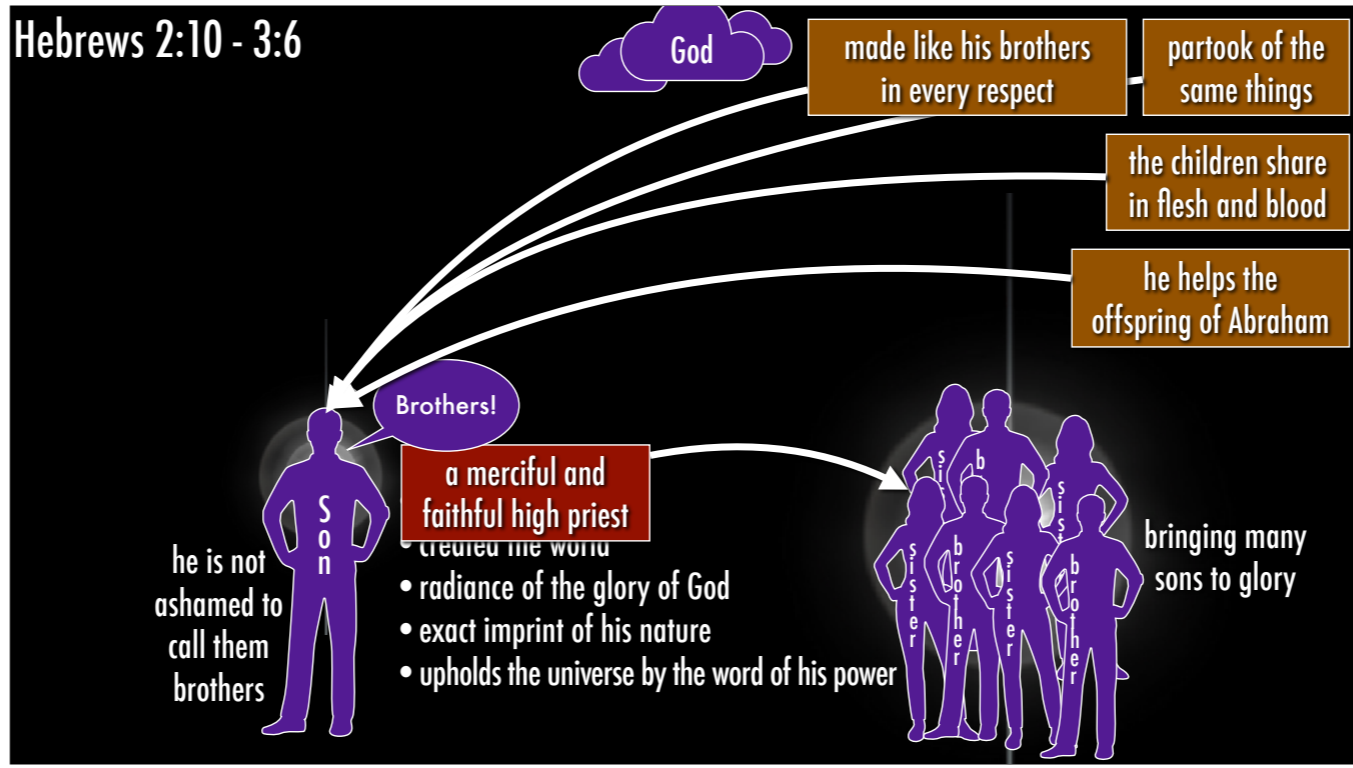 Hebrews 2:10 - 3:6
God
made like his brothers
in every respect
partook of the
same things
the children share
in flesh and blood
he helps the
offspring of Abraham
Brothers!
a merciful and
faithful high priest
Son
he is not
ashamed to
call them
brothers
• created the world
• radiance of the glory of God
• exact imprint of his nature
• upholds the universe by the word of his power
sister
brother
sister
brother
bringing many
sons to glory